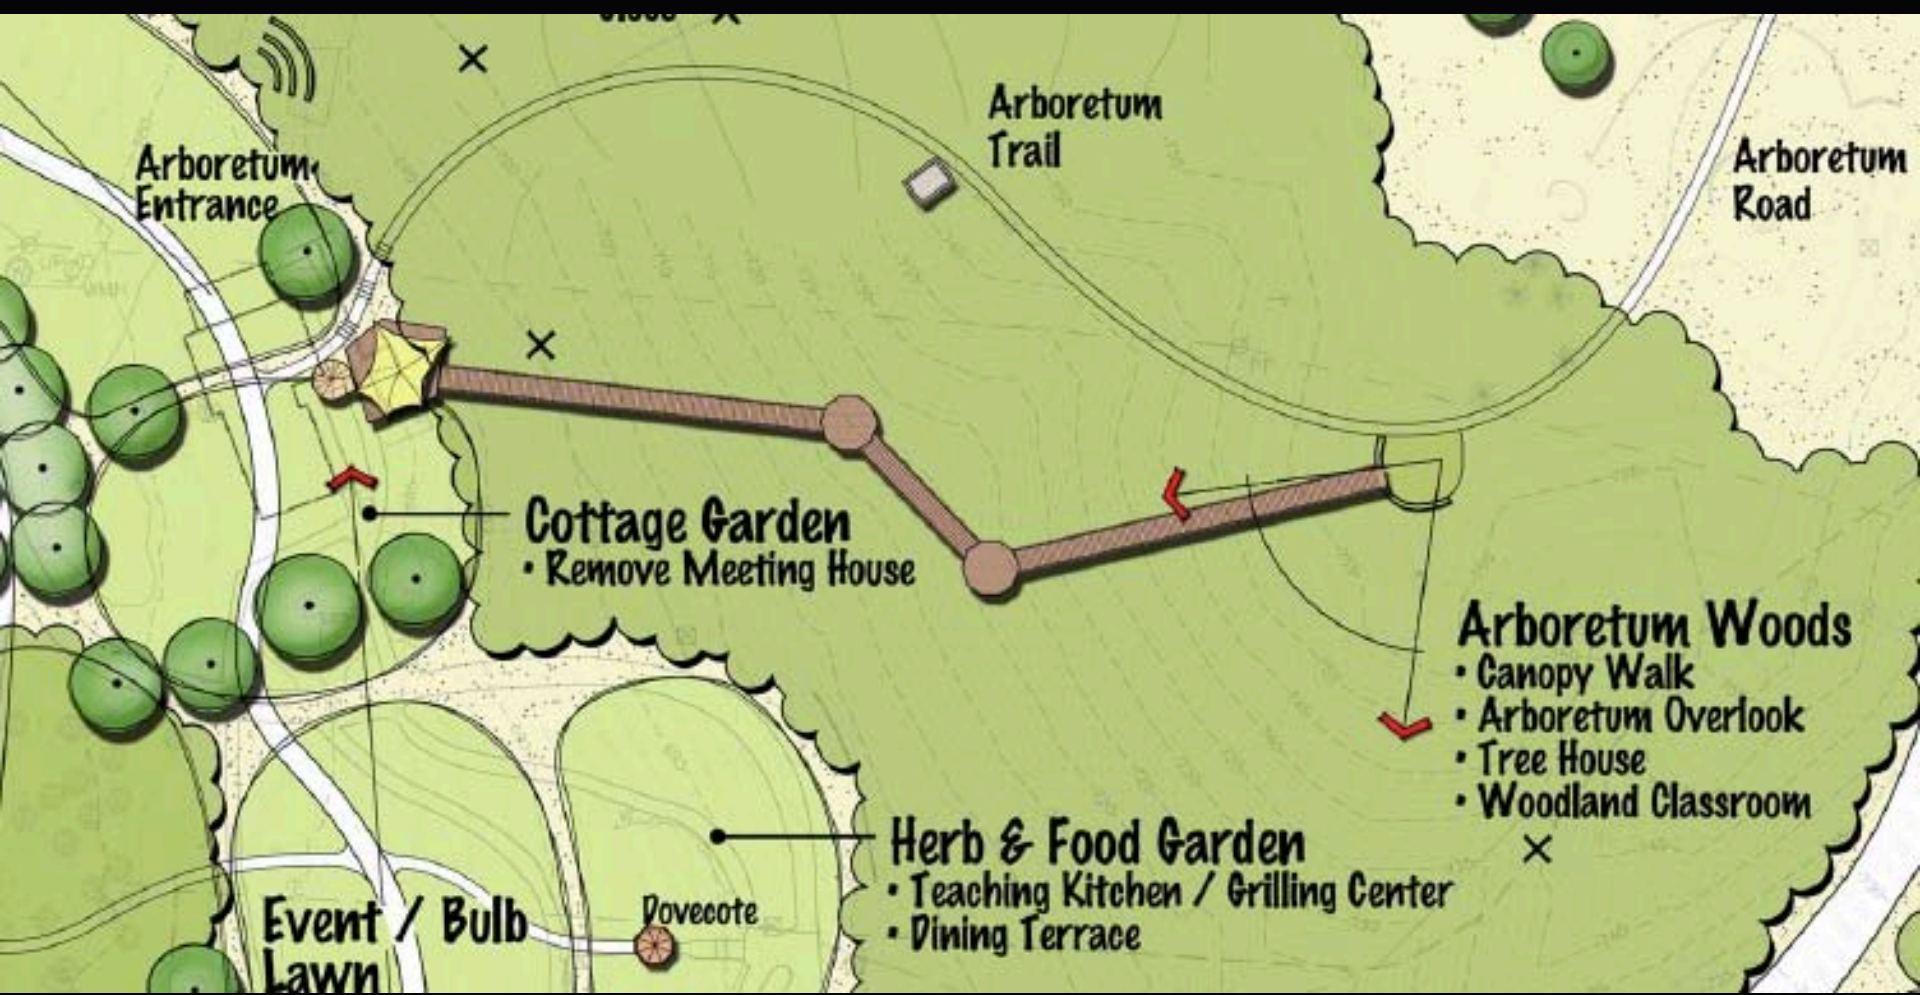 Arboretum
Trail
Arboretum
Entrance
Arboretum
Road
Cottage Garden
• Remove Meeting House
Arboretum Woods
• Canopy Walk
• Arboretum Overlook
• Tree House
• Woodland Classroom
Herb & Food Garden
• Teaching Kitchen / Grilling Center
• Dining Terrace
Dovecote
Event / Bulb
Lawn